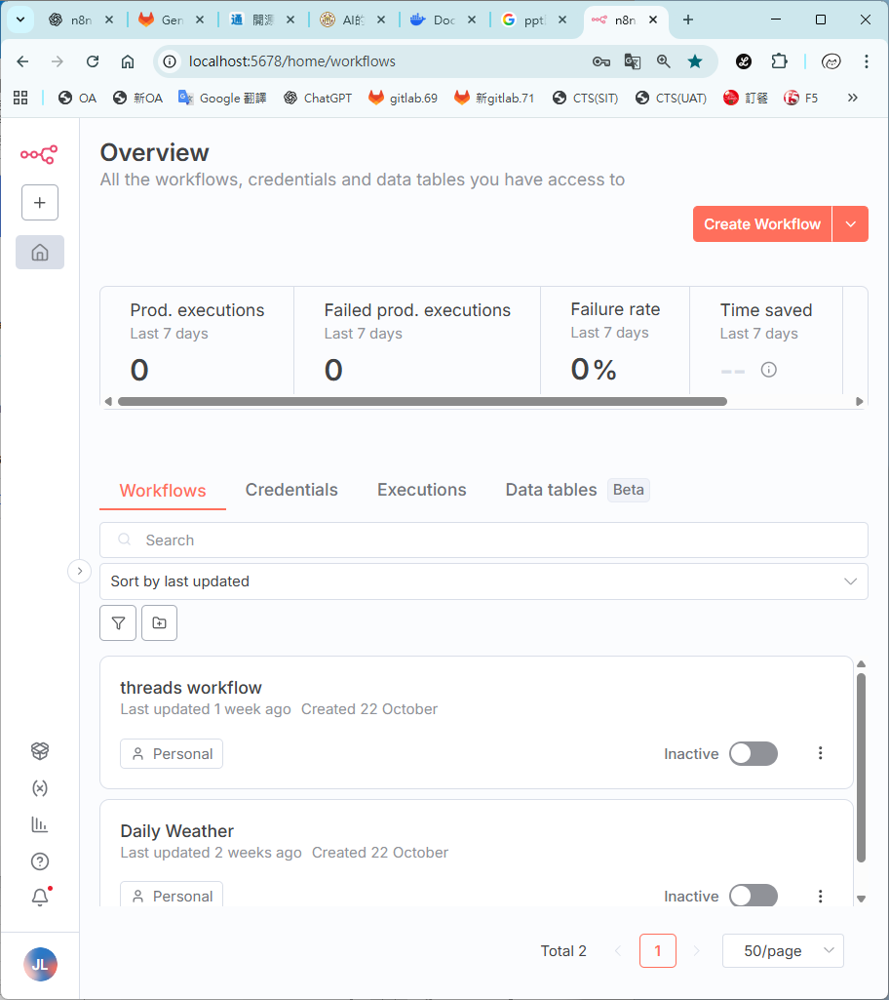 n8n
Gen
通 開源
AI的
Doc
ppt
n8n
localhost:5678/home/workflows
OA
新OA
Google 翻譯
ChatGPT
gitlab.69
新gitlab.71
CTS(SIT)
CTS(UAT)
訂餐
F5
Overview
All the workflows, credentials and data tables you have access to
Create Workflow
Prod. executions
Last 7 days
0
Failed prod. executions
Last 7 days
0
Failure rate
Last 7 days
0%
Time saved
Last 7 days
--
Workflows Credentials Executions Data tables Beta
Search
Sort by last updated
threads workflow
Last updated 1 week ago Created 22 October
Personal
Inactive
Daily Weather
Last updated 2 weeks ago Created 22 October
Personal
Inactive
Total 2 1 50/page
JL